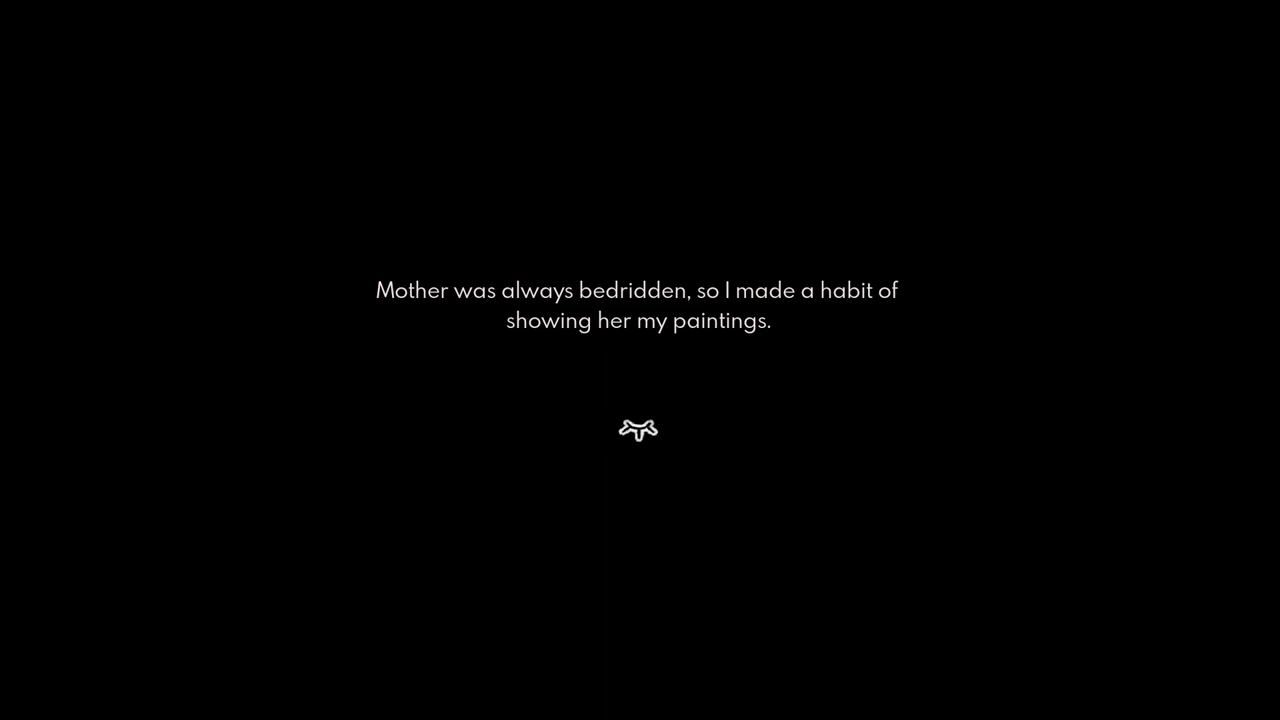 Mother was always bedridden, so I made a habit of
showing her my paintings.